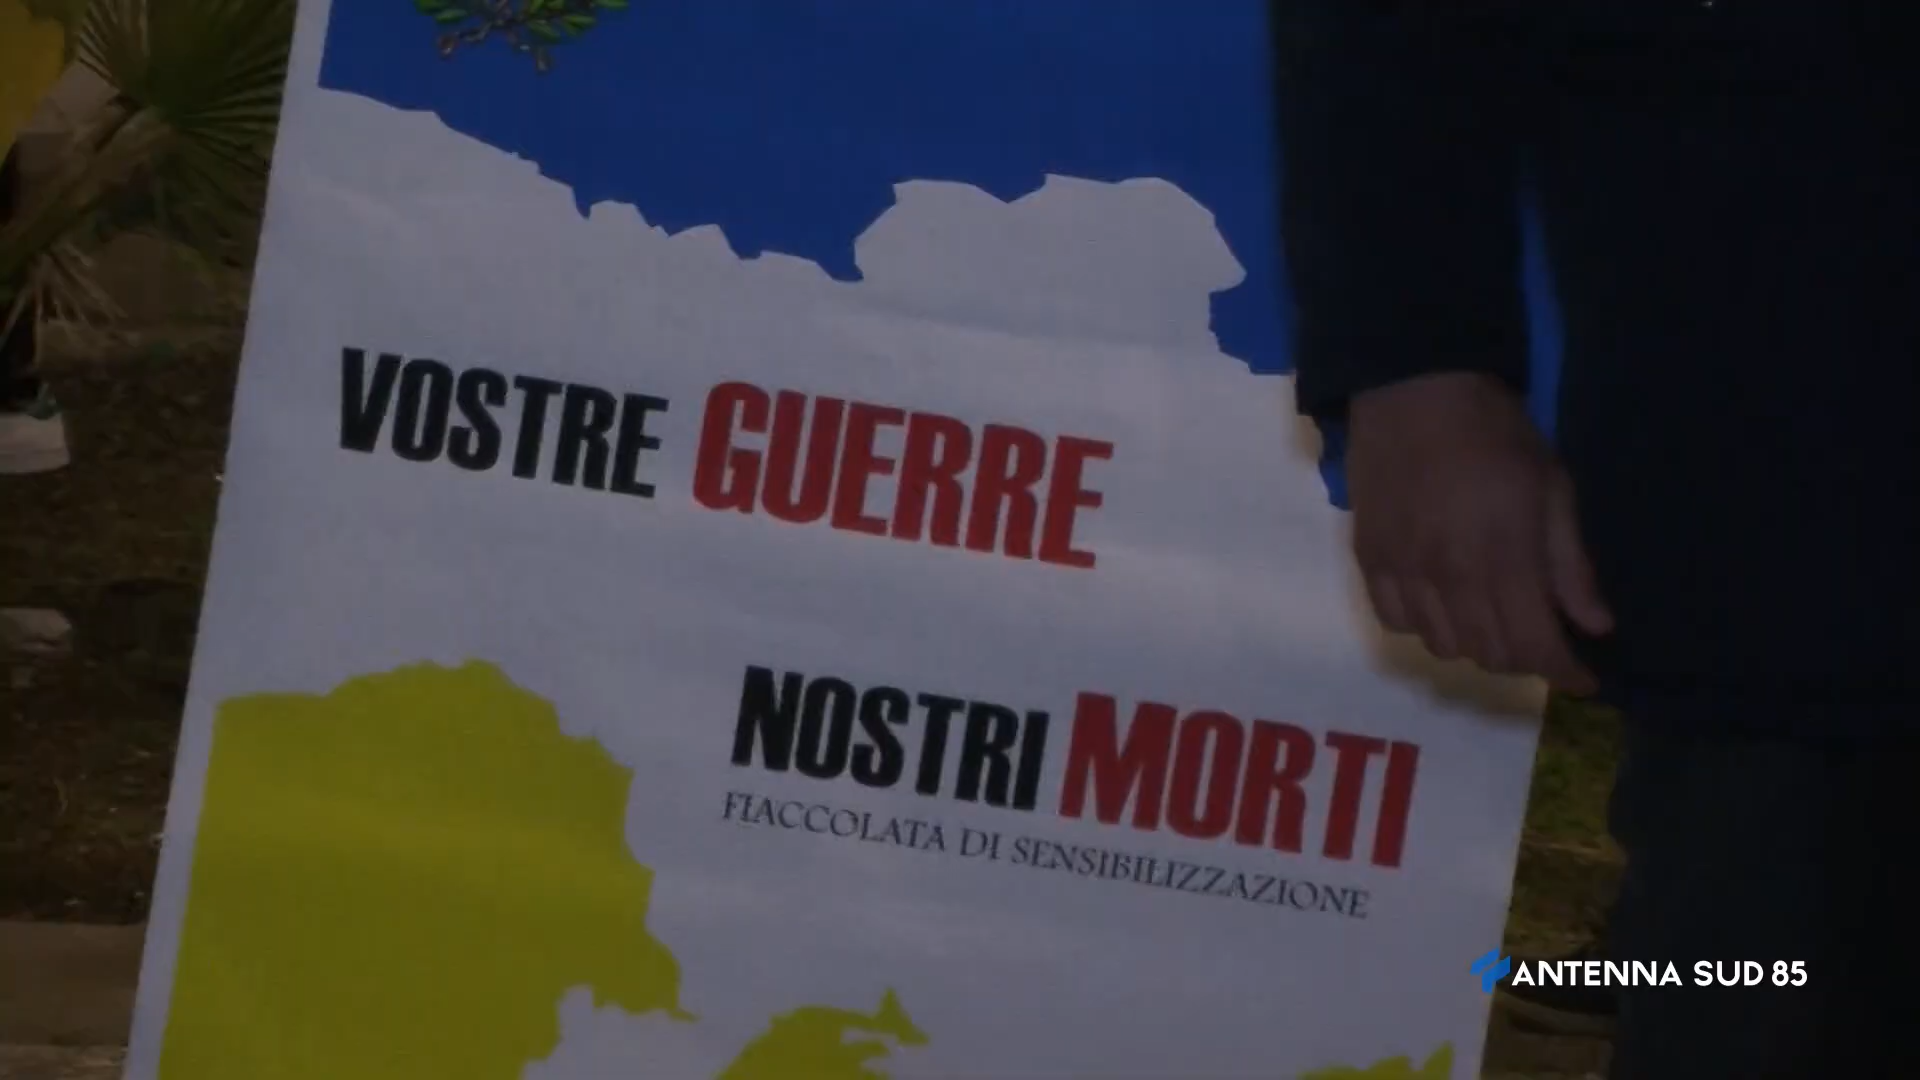 VOSTRE GUERRE
NOSTRI MORTI
FIACCOLATA DI SENSIBILIZZAZIONE
ANTENNA SUD 85